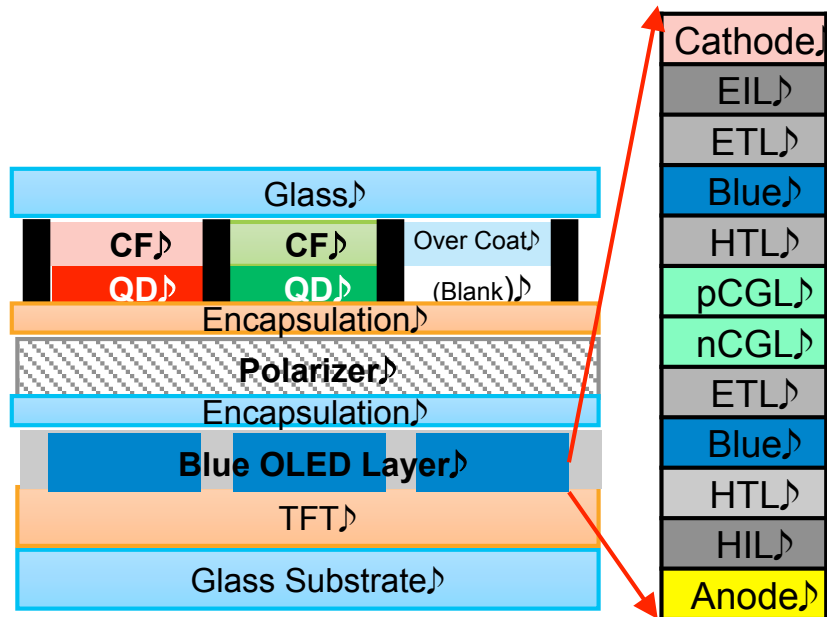 Glass♪
CF♪ CF♪ Over Coat♪
QD♪ QD♪ (Blank)♪
Encapsulation♪
Polarizer♪
Encapsulation♪
Blue OLED Layer♪
TFT♪
Glass Substrate♪
Cathode♪
EIL♪
ETL♪
Blue♪
HTL♪
pCGL♪
nCGL♪
ETL♪
Blue♪
HTL♪
HIL♪
Anode♪